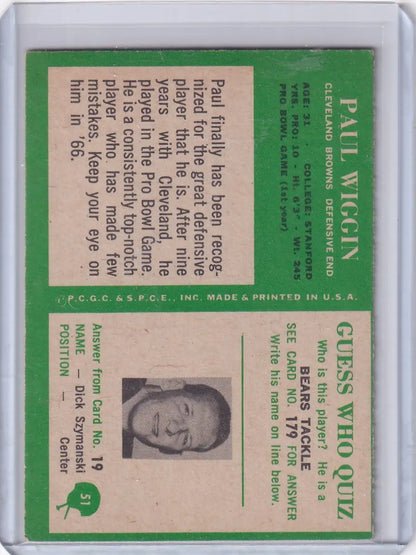 PAUL WIGGIN
CLEVELAND BROWNS DEFENSIVE END
AGE: 31 - COLLEGE: STANFORD
YRS. PRO: 10 - Ht. 6'3" - Wt. 245
PRO BOWL GAME (1st year)
Paul finally has been recog-
nized for the great defensive
player that he is. After nine
years with Cleveland, he
played in the Pro Bowl Game.
He is a consistently top-notch
player who has made few
mistakes. Keep your eye on
him in '66.
©P.C.G.C. & S.P.C.E., INC. MADE & PRINTED IN U.S.A.
GUESS WHO QUIZ
Who is this player? He is a
BEARS TACKLE
SEE CARD NO. 179 FOR ANSWER
Write his name on line below.
Answer from Card No. 19
NAME — Dick Szymanski
POSITION — Center
51